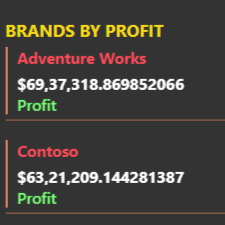 BRANDS BY PROFIT
Adventure Works
$69,37,318.869852066
Profit
Contoso
$63,21,209.144281387
Profit